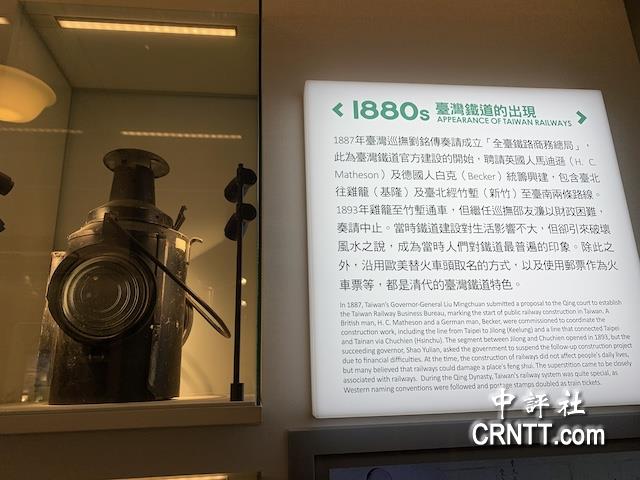 1880s 臺灣鐵道的出現
APPEARANCE OF TAIWAN RAILWAYS
1887年臺灣巡撫劉銘傳奏請成立「全臺鐵路商務總局」,
此為臺灣鐵道官方建設的開始,聘請英國人馬迪遜(H. C.
Matheson)及德國人白克(Becker)統籌興建,包含臺北
往雞籠(基隆)及臺北經竹塹(新竹)至臺南兩條路線。
1893年雞籠至竹塹通車,但繼任巡撫邵友濂以財政困難,
奏請中止。當時鐵道建設對生活影響不大,但卻引來破壞
風水之說,成為當時人們對鐵道最普遍的印象。除此之
外,沿用歐美替火車頭取名的方式,以及使用郵票作為火
車票等,都是清代的臺灣鐵道特色。
In 1887, Taiwan's Governor-General Liu Mingchuan submitted a proposal to the Qing court to establish
the Taiwan Railway Business Bureau, marking the start of public railway construction in Taiwan. A
British man, H. C. Matheson and a German man, Becker, were commissioned to coordinate the
construction work, including the line from Taipei to Jilong (Keelung) and a line that connected Taipei
and Tainan via Chuchien (Hsinchu). The segment between Jilong and Chuchien opened in 1893, but the
succeeding governor, Shao Yulian, asked the government to suspend the follow-up construction project
due to financial difficulties. At the time, the construction of railways did not affect people's daily lives,
but many believed that railways could damage a place's feng shui. The superstition came to be closely
associated with railways. During the Qing Dynasty, Taiwan's railway system was quite special, as
Western naming conventions were followed and postage stamps doubled as train tickets.
中評社
CRNTT.com